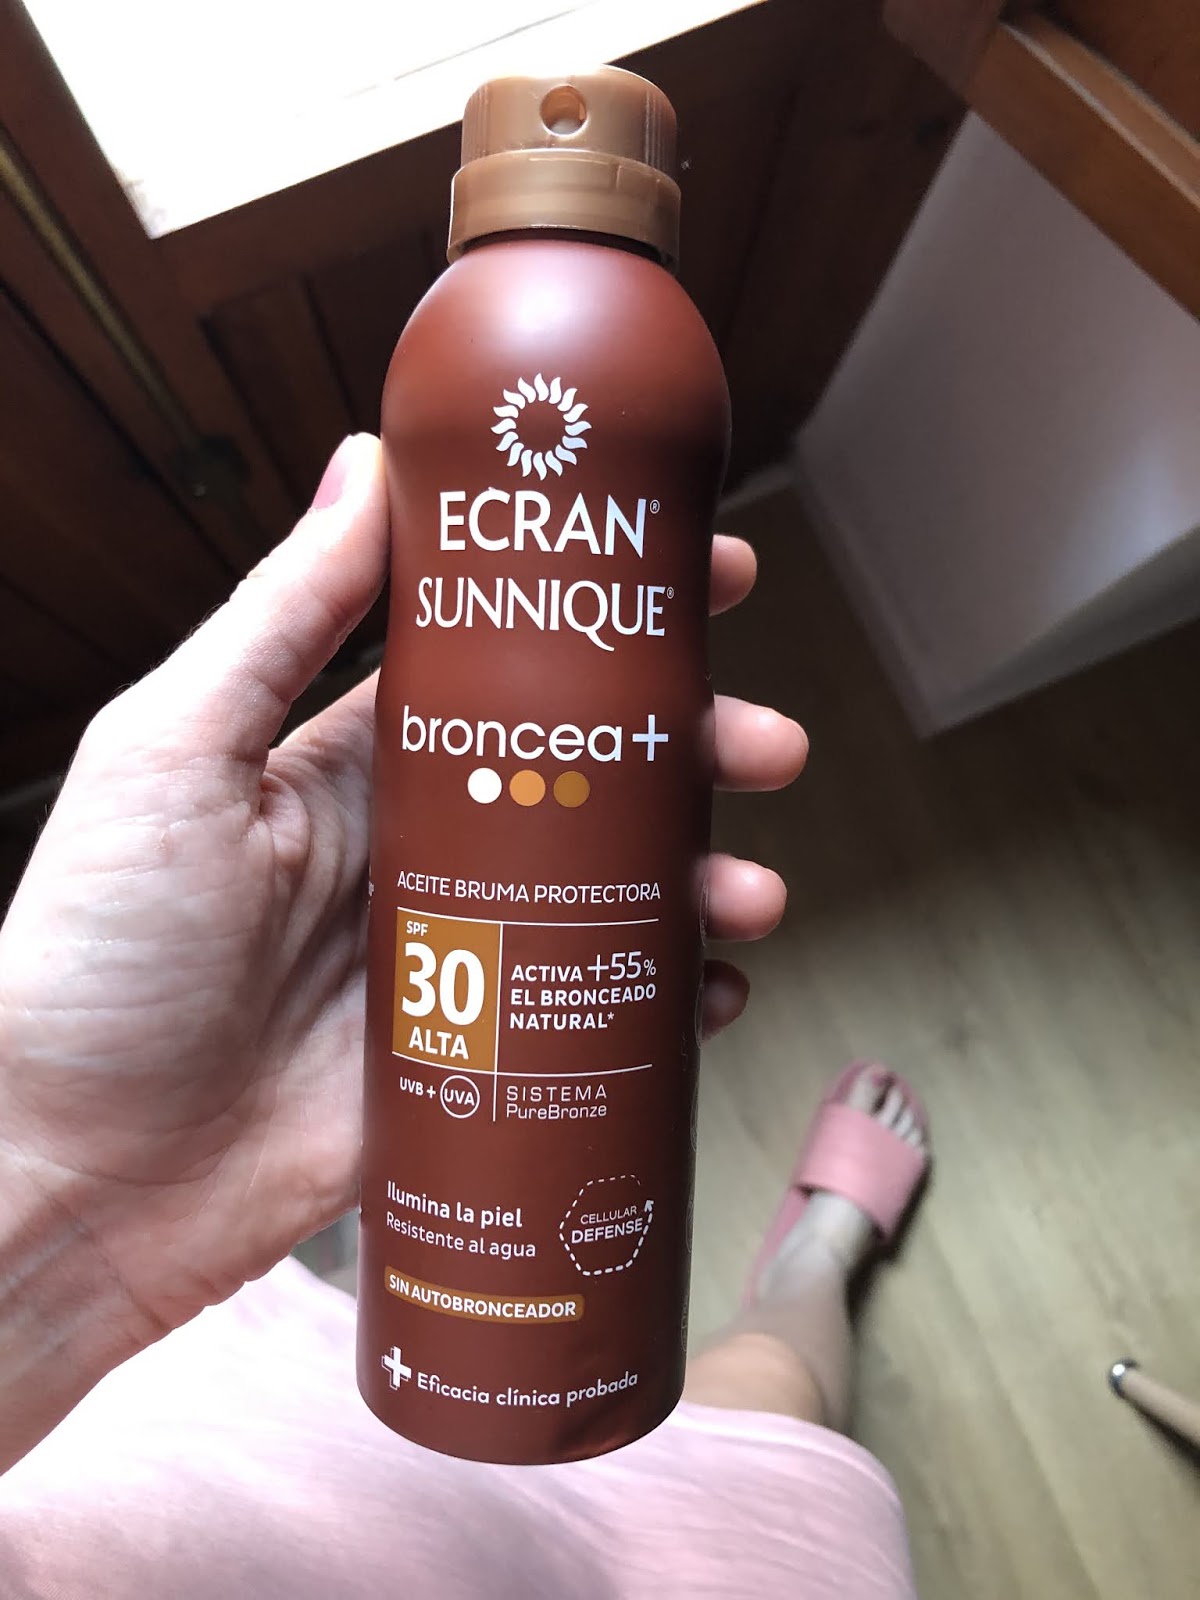 ECRAN®
SUNNIQUE®
broncea+
ACEITE BRUMA PROTECTORA
SPF
30
ALTA
ACTIVA +55%
EL BRONCEADO
NATURAL*
UVB + UVA
SISTEMA
PureBronze
Ilumina la piel
Resistente al agua
CELLULAR
DEFENSE
SIN AUTOBRONCEADOR
Eficacia clínica probada